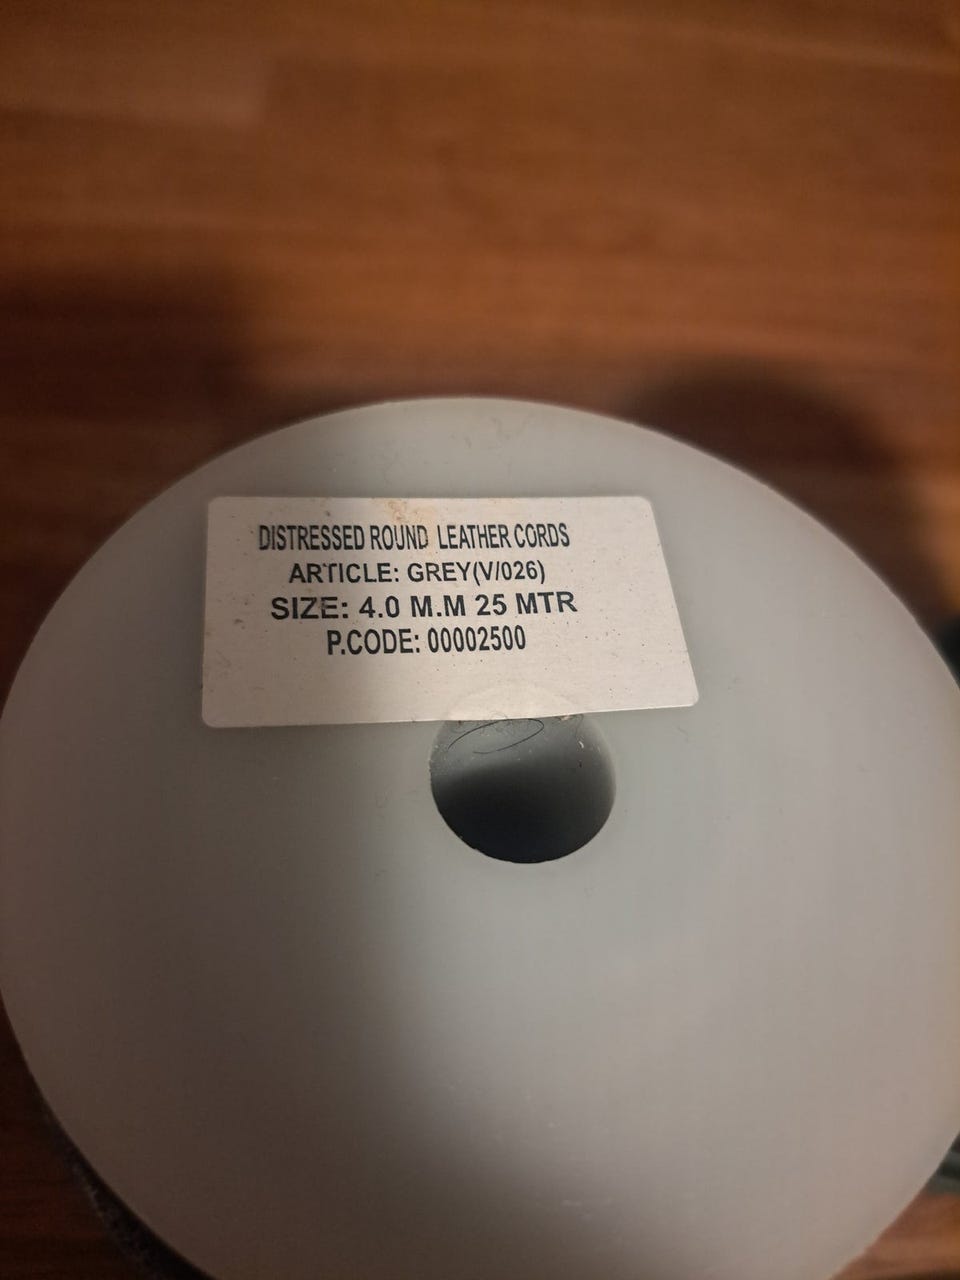 DISTRESSED ROUND LEATHER CORDS
ARTICLE: GREY(V/026)
SIZE: 4.0 M.M 25 MTR
P.CODE: 00002500